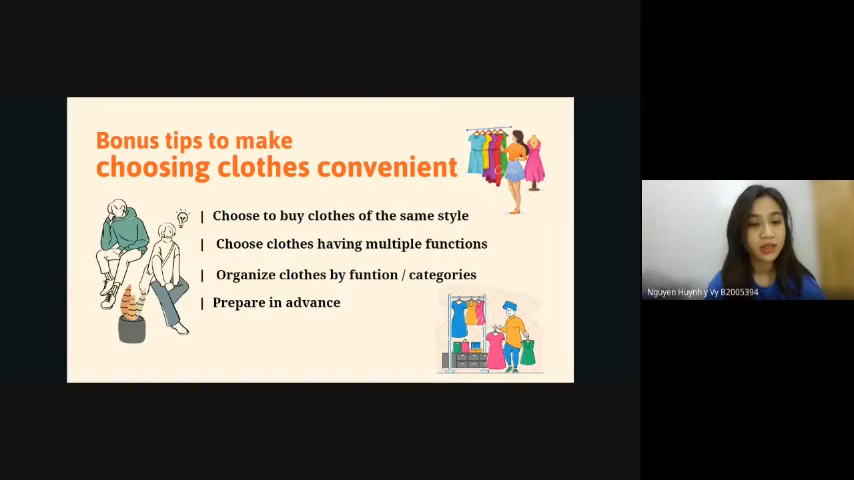 Bonus tips to make
choosing clothes convenient
| Choose to buy clothes of the same style
| Choose clothes having multiple functions
| Organize clothes by funtion / categories
| Prepare in advance
Nguyen Huynh y Vy B2005394